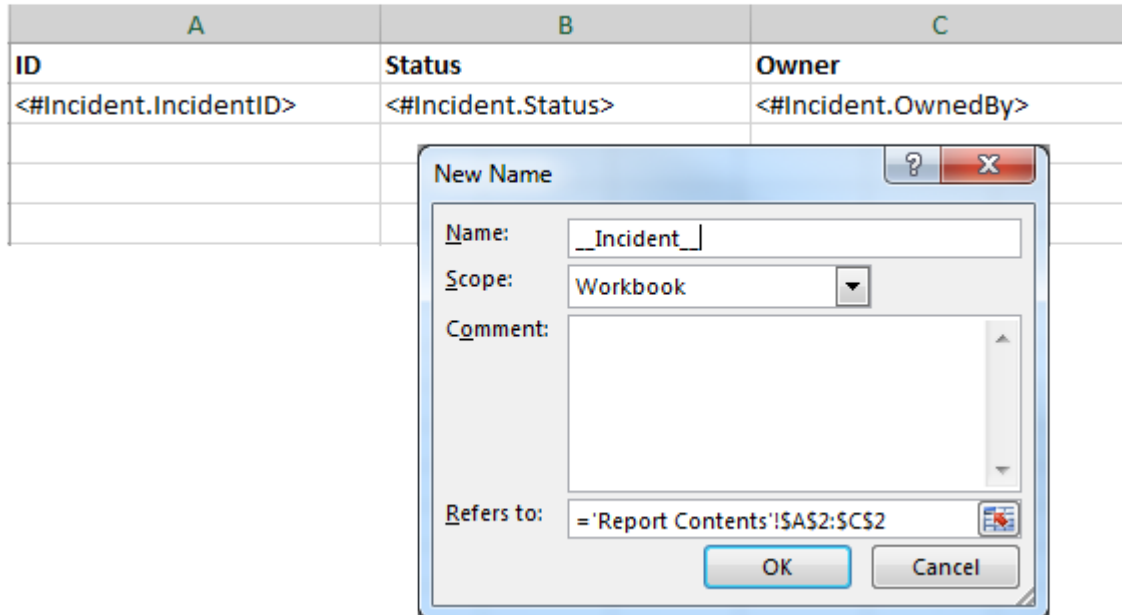 A B C
ID Status Owner
<#Incident.IncidentID> <#Incident.Status> <#Incident.OwnedBy>
New Name ? X
Name: __Incident__
Scope: Workbook
Comment:
Refers to: ='Report Contents'!$A$2:$C$2
OK Cancel